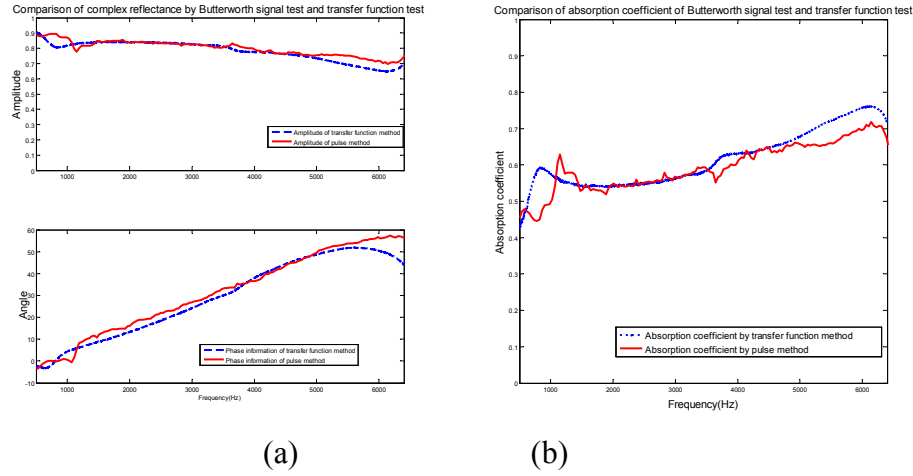 Comparison of complex reflectance by Butterworth signal test and transfer function test
1
0.9
0.8
0.7
0.6
0.5
0.4
0.3
0.2
0.1
0
Amplitude
Amplitude of transfer function method
Amplitude of pulse method
1000 2000 3000 4000 5000 6000
60
50
40
30
20
10
0
-10
Angle
Phase information of transfer function method
Phase information of pulse method
1000 2000 3000 4000 5000 6000
Frequency(Hz)
(a)
Comparison of absorption coefficient of Butterworth signal test and transfer function test
1
0.9
0.8
0.7
0.6
0.5
0.4
0.3
0.2
0.1
0
Absorption coefficient
Absorption coefficient by transfer function method
Absorption coefficient by pulse method
1000 2000 3000 4000 5000 6000
Frequency(Hz)
(b)